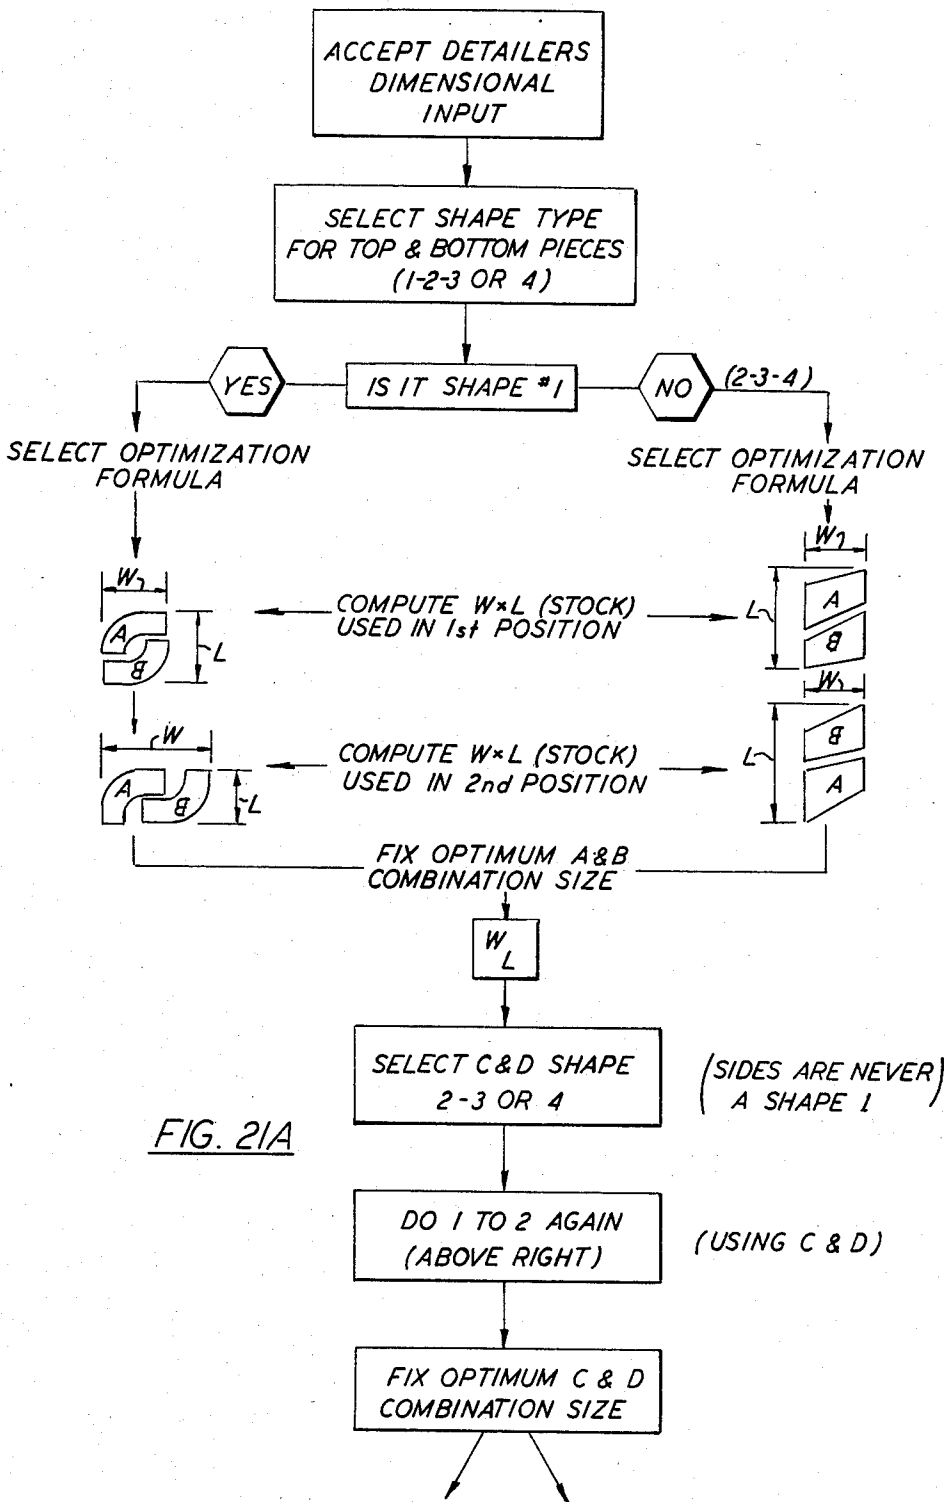 ACCEPT DETAILERS
DIMENSIONAL
INPUT
SELECT SHAPE TYPE
FOR TOP & BOTTOM PIECES
(1-2-3 OR 4)
YES
IS IT SHAPE #1
NO
(2-3-4)
SELECT OPTIMIZATION
FORMULA
SELECT OPTIMIZATION
FORMULA
W
W
COMPUTE W×L (STOCK)
USED IN 1st POSITION
A
B
L
L
A
B
W
W
COMPUTE W×L (STOCK)
USED IN 2nd POSITION
A
B
L
L
B
A
FIX OPTIMUM A&B
COMBINATION SIZE
W
L
SELECT C&D SHAPE
2-3 OR 4
(SIDES ARE NEVER
A SHAPE 1)
FIG. 21A
DO 1 TO 2 AGAIN
(ABOVE RIGHT)
(USING C & D)
FIX OPTIMUM C & D
COMBINATION SIZE